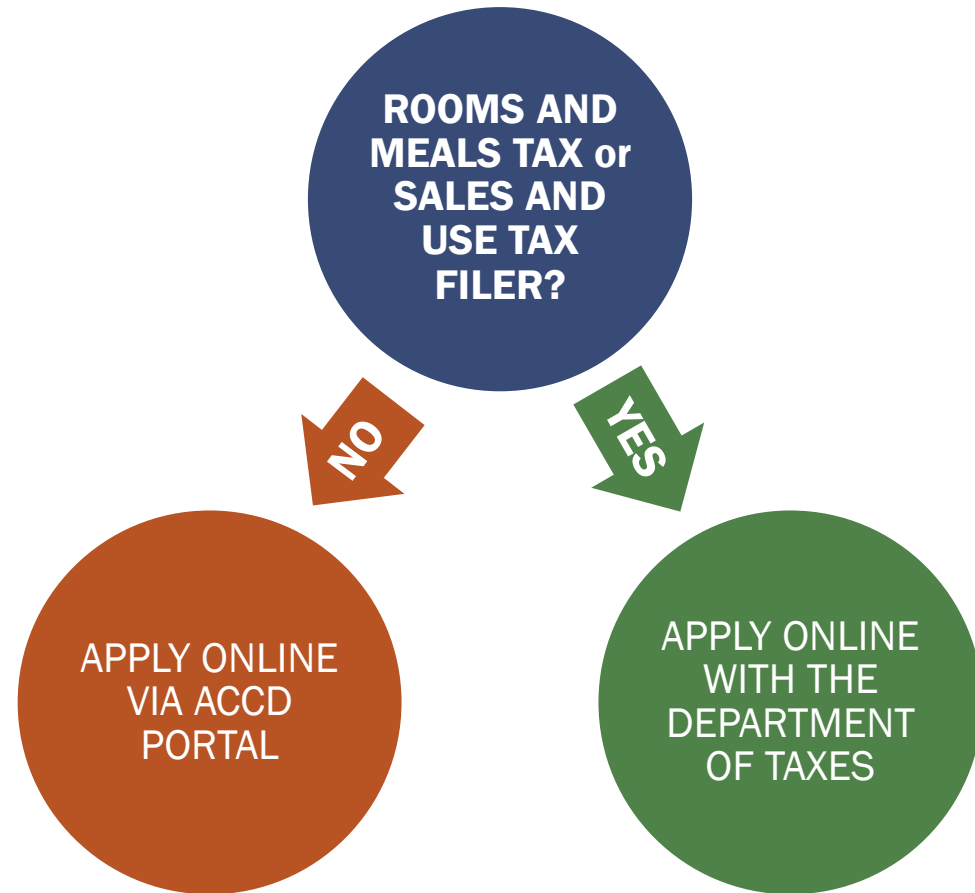 ROOMS AND
MEALS TAX or
SALES AND
USE TAX
FILER?
NO
YES
APPLY ONLINE
VIA ACCD
PORTAL
APPLY ONLINE
WITH THE
DEPARTMENT
OF TAXES